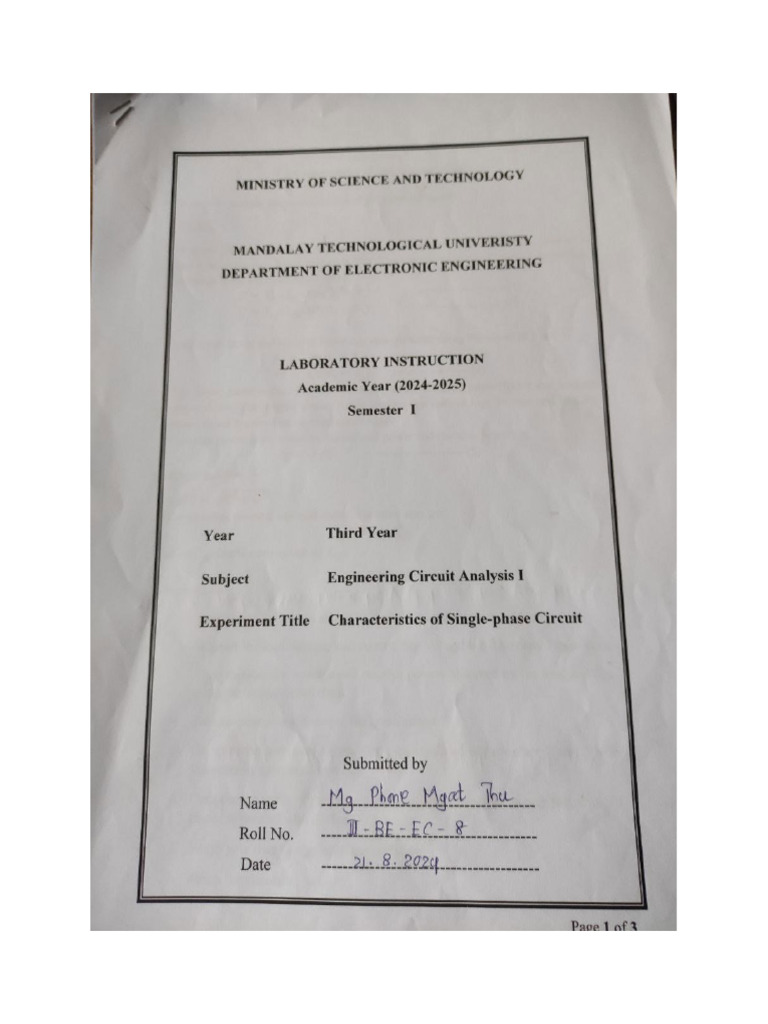 MINISTRY OF SCIENCE AND TECHNOLOGY
MANDALAY TECHNOLOGICAL UNIVERISTY
DEPARTMENT OF ELECTRONIC ENGINEERING
LABORATORY INSTRUCTION
Academic Year (2024-2025)
Semester I
Year Third Year
Subject Engineering Circuit Analysis I
Experiment Title Characteristics of Single-phase Circuit
Submitted by
Name Mg Phone Mgat Thu
Roll No. III-BE-EC-8
Date 21.8.2024
Page 1 of 3